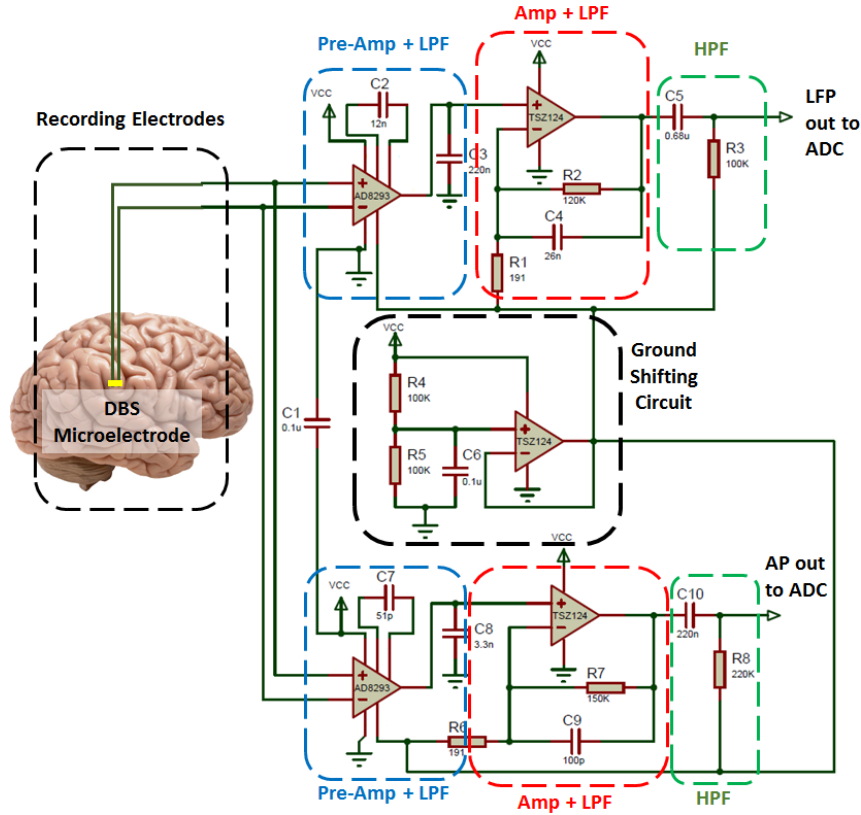 Pre-Amp + LPF
Amp + LPF
HPF
Recording Electrodes
VCC
C2
12n
AD8293
C3
220n
VCC
TSZ124
R2
120K
C4
26n
R1
191
C5
0.68u
R3
100K
LFP
out to
ADC
DBS
Microelectrode
C1
0.1u
VCC
R4
100K
R5
100K
C6
0.1u
TSZ124
Ground
Shifting
Circuit
VCC
C7
51p
AD8293
C8
3.3n
R6
191
VCC
TSZ124
R7
150K
C9
100p
C10
220n
R8
220K
AP out
to ADC
Pre-Amp + LPF
Amp + LPF
HPF